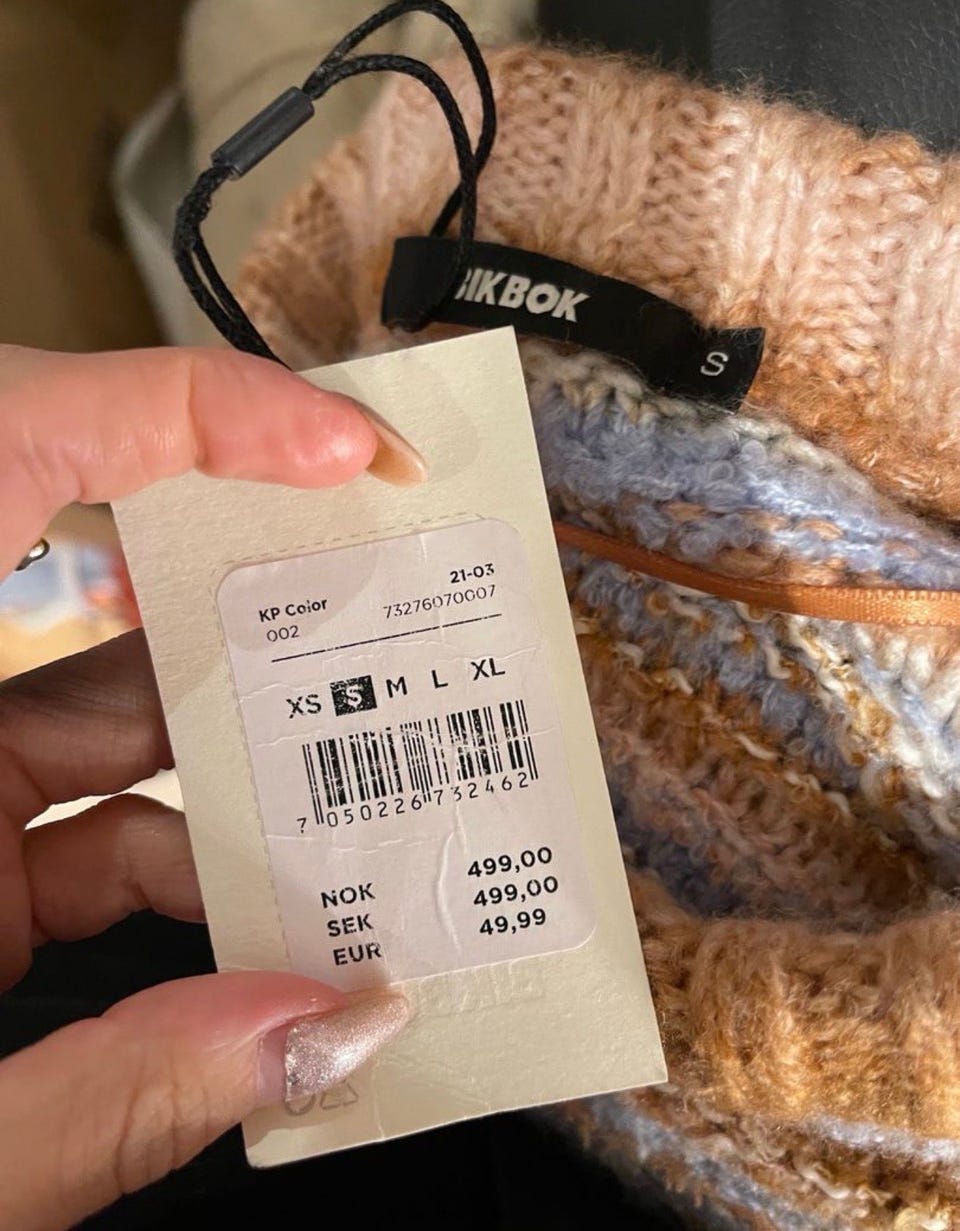 BIKBOK
S
21-03
KP Color 73276070007
002
XS S M L XL
7 050226 732462
NOK 499,00
SEK 499,00
EUR 49,99